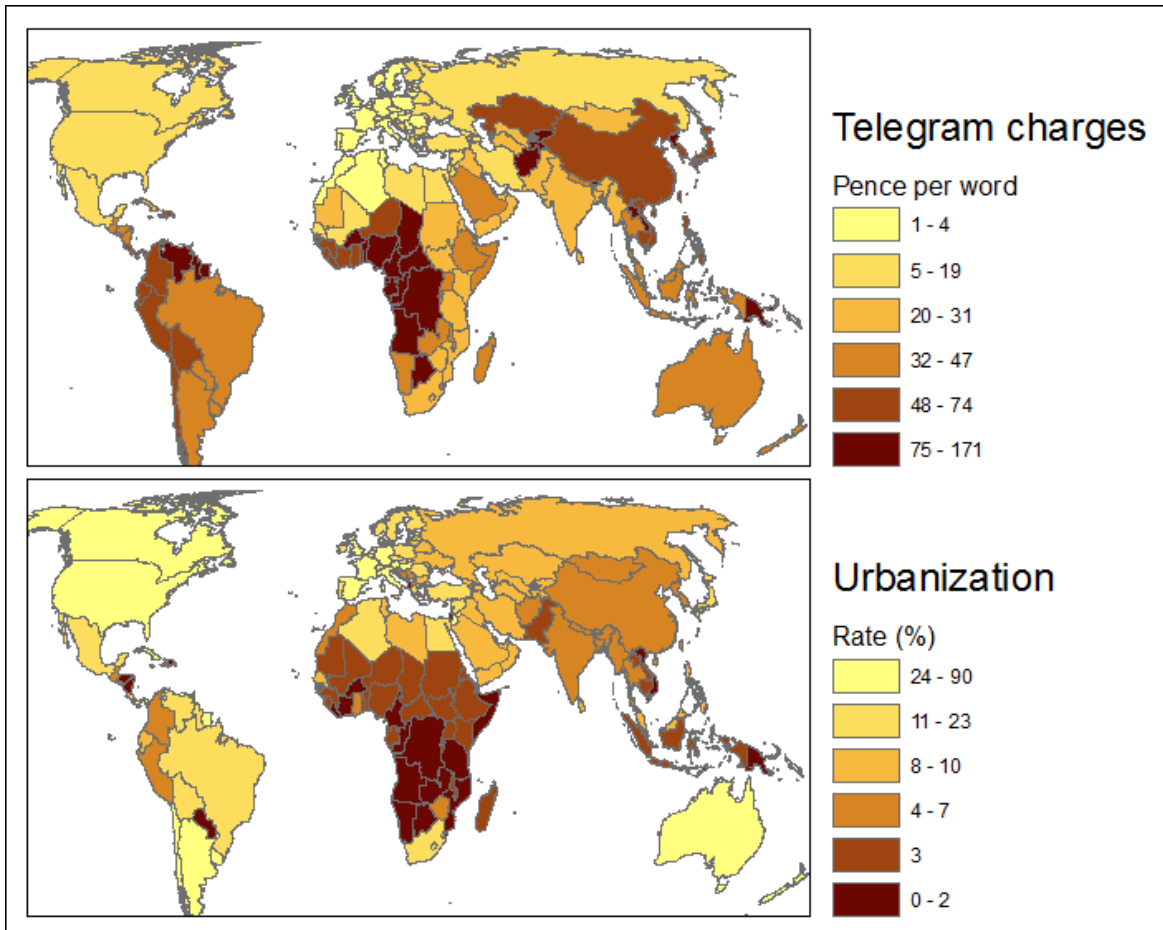 Telegram charges
Pence per word
1 - 4
5 - 19
20 - 31
32 - 47
48 - 74
75 - 171
Urbanization
Rate (%)
24 - 90
11 - 23
8 - 10
4 - 7
3
0 - 2